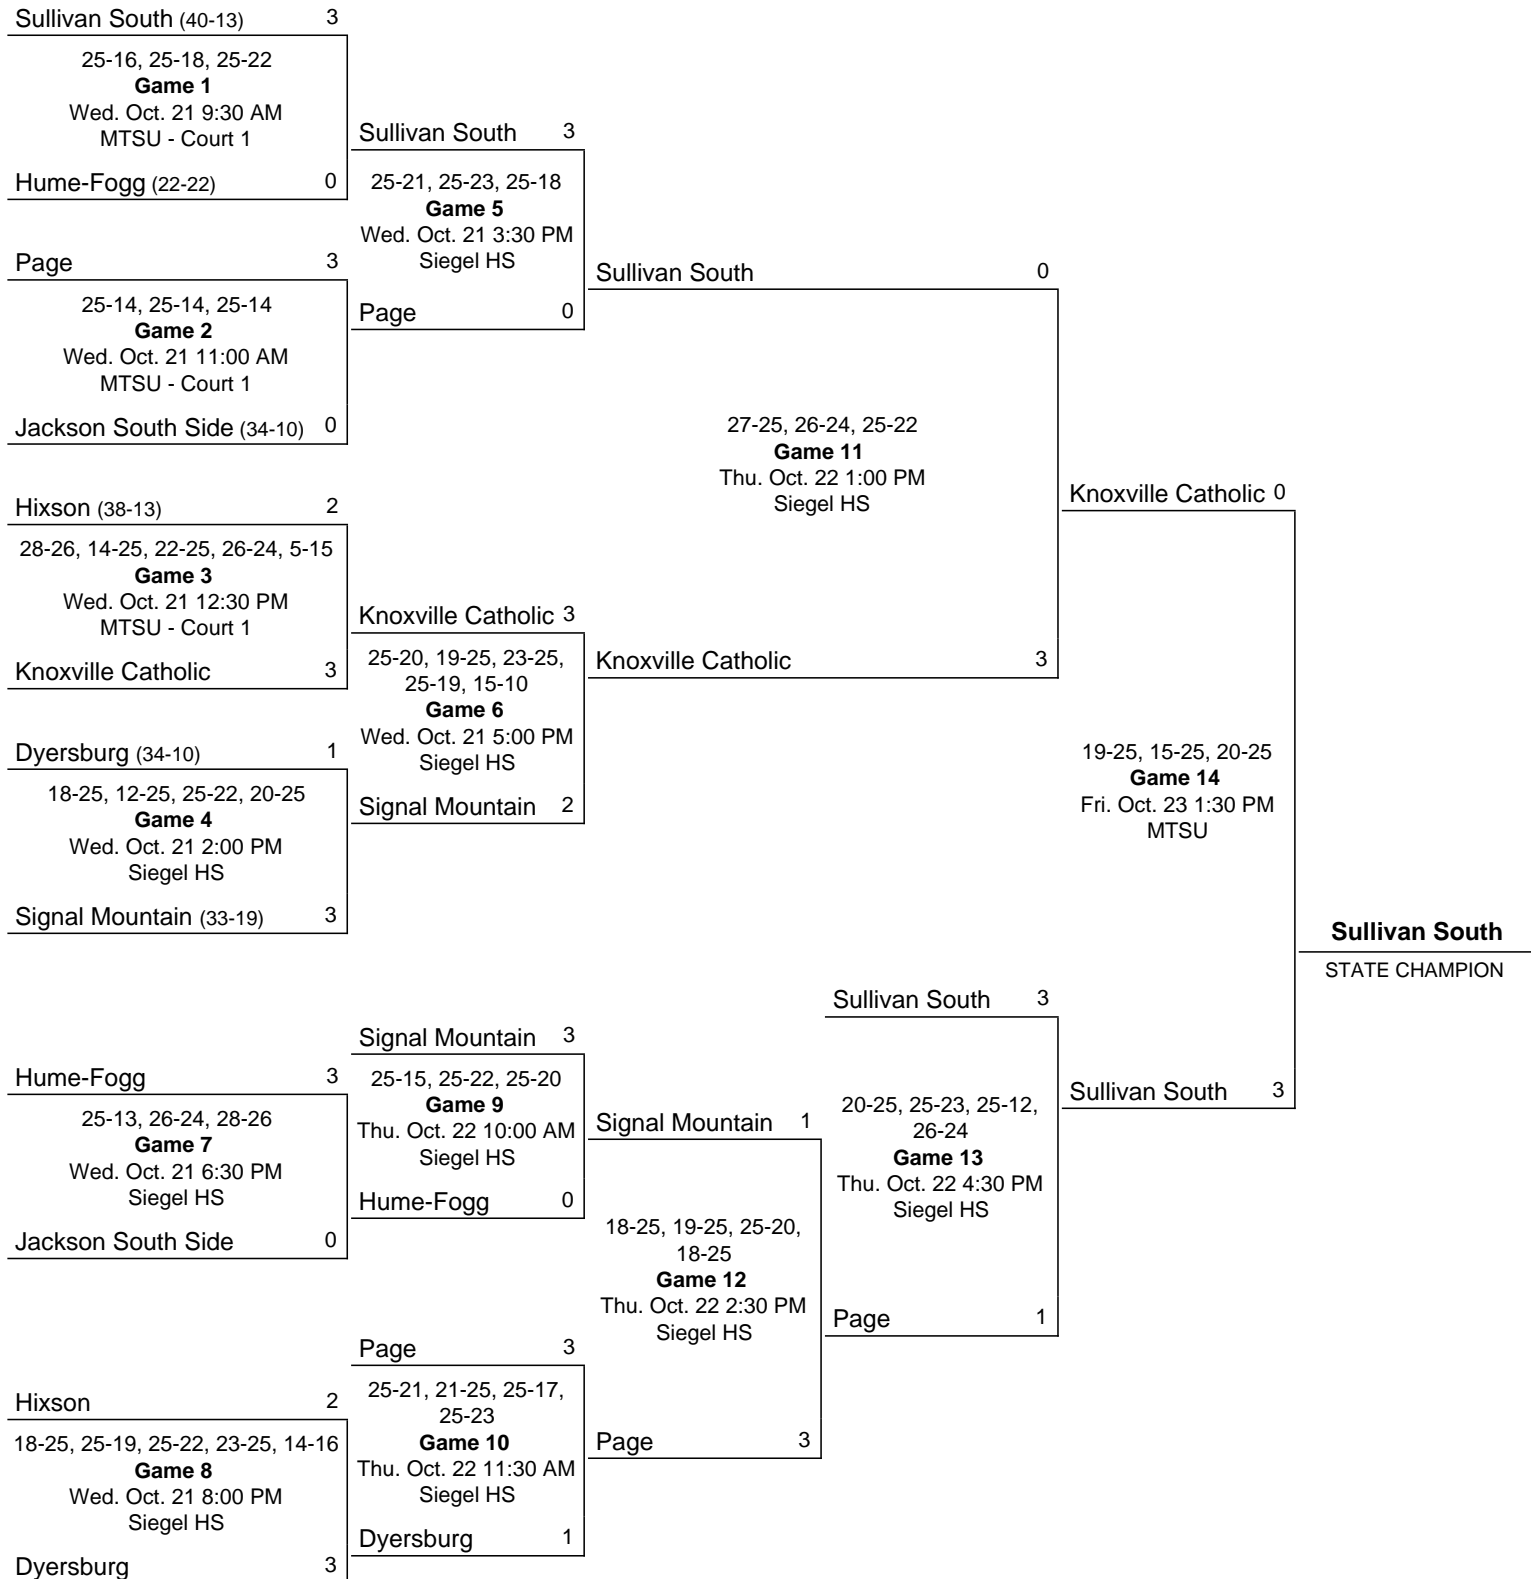 Sullivan South (40-13) 3
25-16, 25-18, 25-22
Game 1
Wed. Oct. 21 9:30 AM
MTSU - Court 1
Hume-Fogg (22-22) 0
Page 3
25-14, 25-14, 25-14
Game 2
Wed. Oct. 21 11:00 AM
MTSU - Court 1
Jackson South Side (34-10) 0
Hixson (38-13) 2
28-26, 14-25, 22-25, 26-24, 5-15
Game 3
Wed. Oct. 21 12:30 PM
MTSU - Court 1
Knoxville Catholic 3
Dyersburg (34-10) 1
18-25, 12-25, 25-22, 20-25
Game 4
Wed. Oct. 21 2:00 PM
Siegel HS
Signal Mountain (33-19) 3
Sullivan South 3
25-21, 25-23, 25-18
Game 5
Wed. Oct. 21 3:30 PM
Siegel HS
Page 0
Knoxville Catholic 3
25-20, 19-25, 23-25,
25-19, 15-10
Game 6
Wed. Oct. 21 5:00 PM
Siegel HS
Signal Mountain 2
Sullivan South 0
27-25, 26-24, 25-22
Game 11
Thu. Oct. 22 1:00 PM
Siegel HS
Knoxville Catholic 3
Knoxville Catholic 0
19-25, 15-25, 20-25
Game 14
Fri. Oct. 23 1:30 PM
MTSU
Sullivan South 3
Sullivan South
STATE CHAMPION
Hume-Fogg 3
25-13, 26-24, 28-26
Game 7
Wed. Oct. 21 6:30 PM
Siegel HS
Jackson South Side 0
Hixson 2
18-25, 25-19, 25-22, 23-25, 14-16
Game 8
Wed. Oct. 21 8:00 PM
Siegel HS
Dyersburg 3
Signal Mountain 3
25-15, 25-22, 25-20
Game 9
Thu. Oct. 22 10:00 AM
Siegel HS
Hume-Fogg 0
Page 3
25-21, 21-25, 25-17,
25-23
Game 10
Thu. Oct. 22 11:30 AM
Siegel HS
Dyersburg 1
Signal Mountain 1
18-25, 19-25, 25-20,
18-25
Game 12
Thu. Oct. 22 2:30 PM
Siegel HS
Page 3
Sullivan South 3
20-25, 25-23, 25-12,
26-24
Game 13
Thu. Oct. 22 4:30 PM
Siegel HS
Page 1